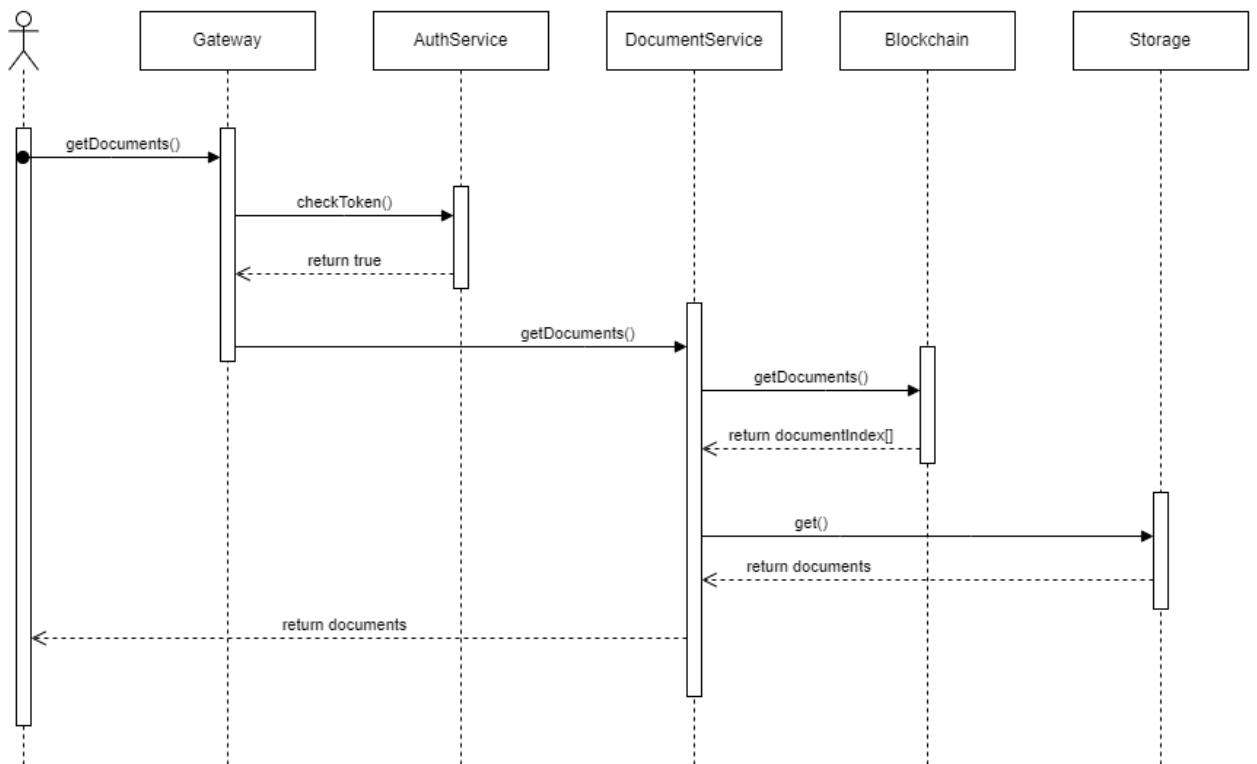 Gateway
AuthService
DocumentService
Blockchain
Storage
getDocuments()
checkToken()
return true
getDocuments()
getDocuments()
return documentIndex[]
get()
return documents
return documents